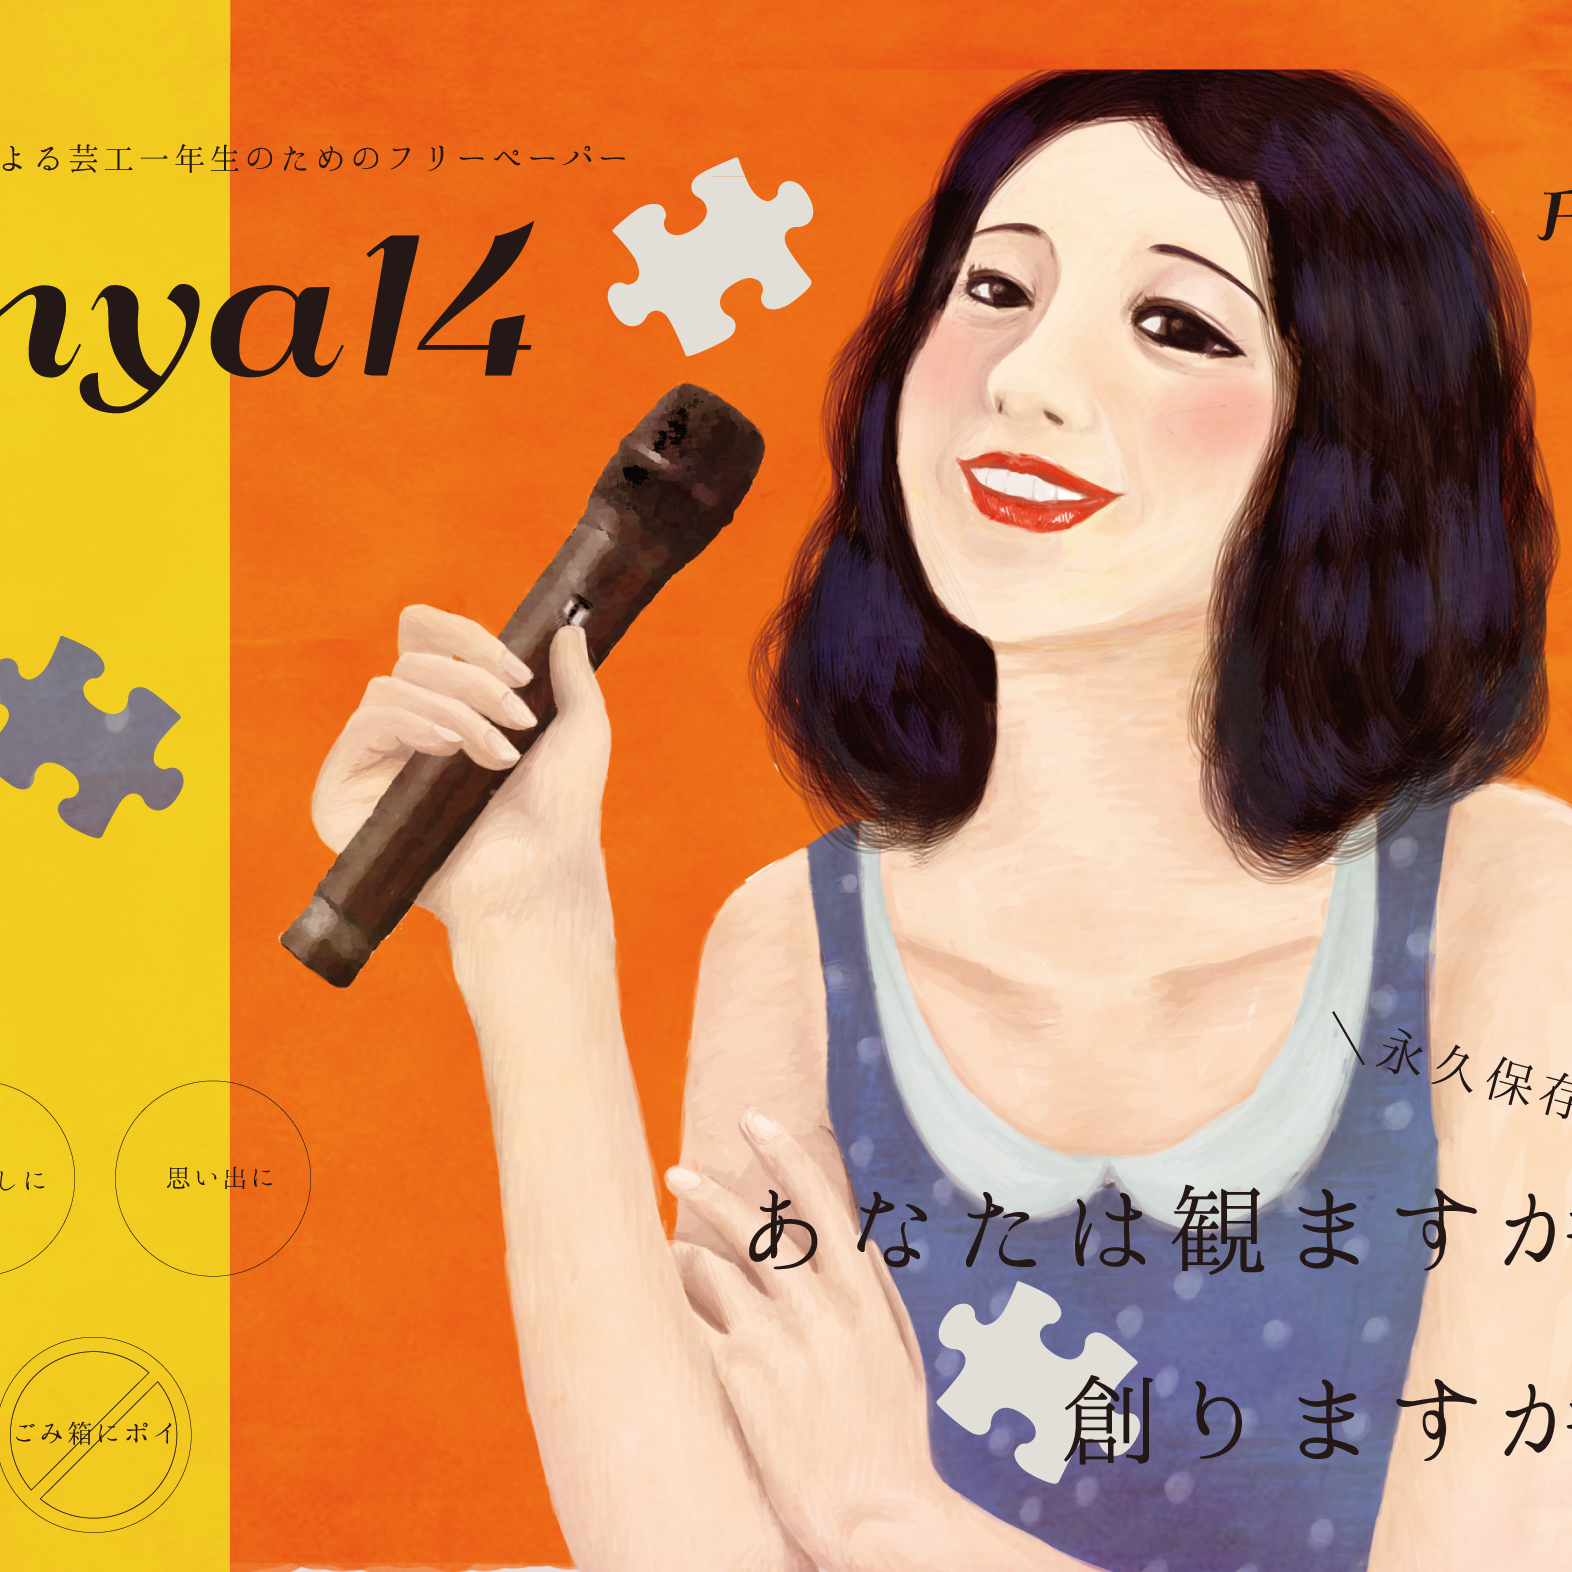 よる芸工一年生のためのフリーペーパー
nya14
F
\永久保存
しに
思い出に
あなたは観ますか
創りますか
ごみ箱にポイ